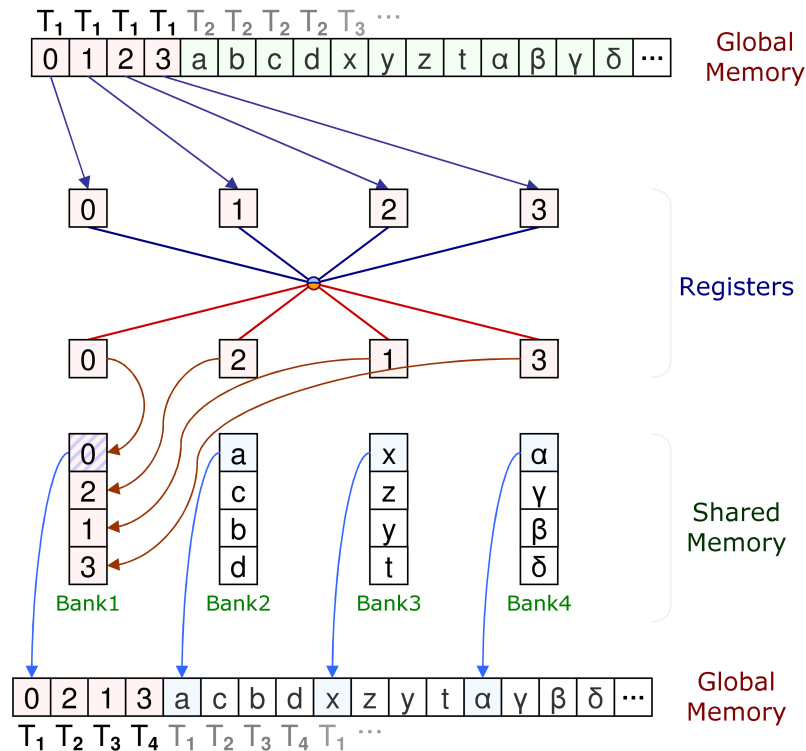 T₁ T₁ T₁ T₁ T₂ T₂ T₂ T₂ T₃ ...
0 1 2 3 a b c d x y z t α β γ δ ...
Global
Memory
0 1 2 3
Registers
0 2 1 3
0 a x α
2 c z γ
1 b y β
3 d t δ
Shared
Memory
Bank1 Bank2 Bank3 Bank4
0 2 1 3 a c b d x z y t α γ β δ ...
Global
Memory
T₁ T₂ T₃ T₄ T₁ T₂ T₃ T₄ T₁ ...